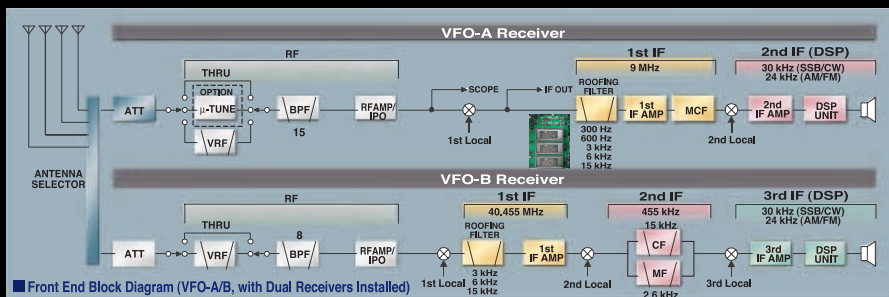 VFO-A Receiver
RF
1st IF
2nd IF (DSP)
9 MHz
30 kHz (SSB/CW)
24 kHz (AM/FM)
THRU
SCOPE
IF OUT
ROOFING
FILTER
OPTION
ATT
μ-TUNE
BPF
RFAMP/
IPO
1st
IF AMP
MCF
2nd
IF AMP
DSP
UNIT
15
VRF
1st Local
2nd Local
300 Hz
600 Hz
3 kHz
6 kHz
15 kHz
ANTENNA
SELECTOR
VFO-B Receiver
RF
1st IF
2nd IF
3rd IF (DSP)
40.455 MHz
455 kHz
30 kHz (SSB/CW)
24 kHz (AM/FM)
THRU
8
ROOFING
FILTER
15 kHz
CF
ATT
VRF
BPF
RFAMP/
IPO
1st
IF AMP
3rd
IF AMP
DSP
UNIT
MF
1st Local
3 kHz
6 kHz
15 kHz
2nd Local
2.6 kHz
3rd Local
Front End Block Diagram (VFO-A/B, with Dual Receivers Installed)